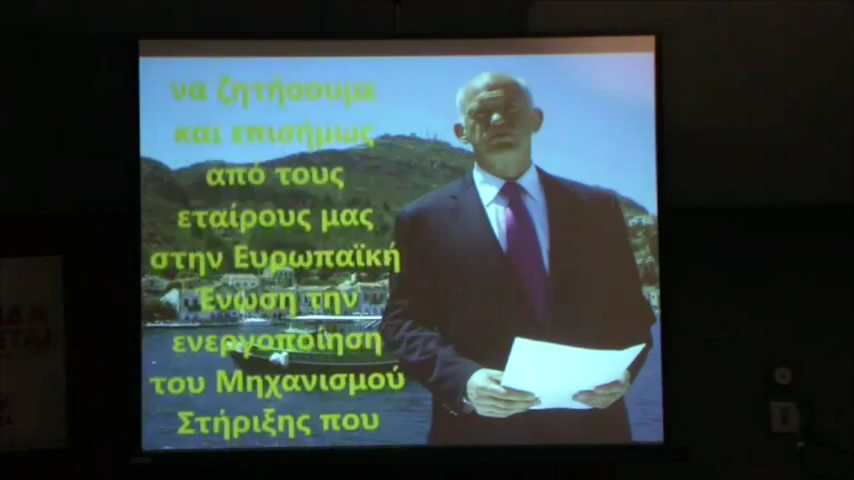 να ζητήσουμε
και επισήμως
από τους
εταίρους μας
στην Ευρωπαϊκή
Ένωση την
ενεργοποίηση
του Μηχανισμού
Στήριξης που